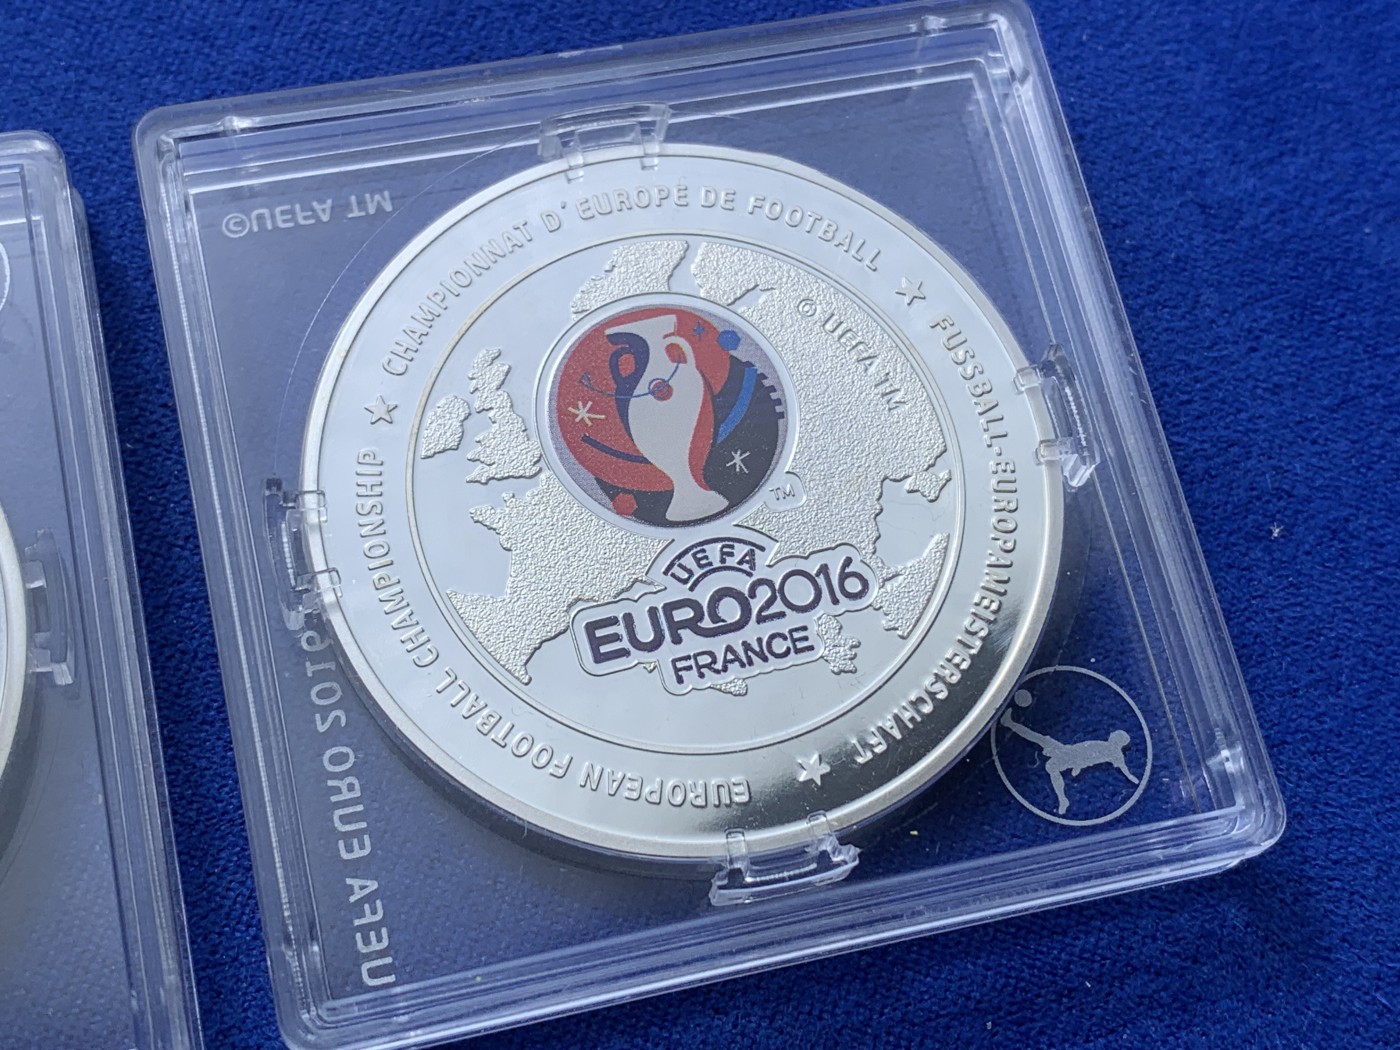 ©UEFA TM
CHAMPIONNAT D'EUROPE DE FOOTBALL
FUSSBALL-EUROPAMEISTERSCHAFT
EUROPEAN FOOTBALL CHAMPIONSHIP
© UEFA TM
TM
UEFA
EURO2016
FRANCE
UEFA EURO 2016